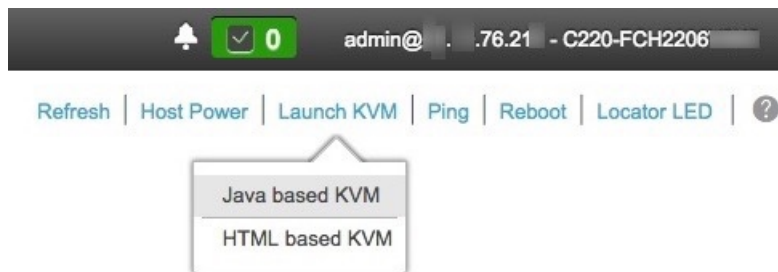 0 admin@ . .76.21 - C220-FCH2206
Refresh | Host Power | Launch KVM | Ping | Reboot | Locator LED | ?
Java based KVM
HTML based KVM